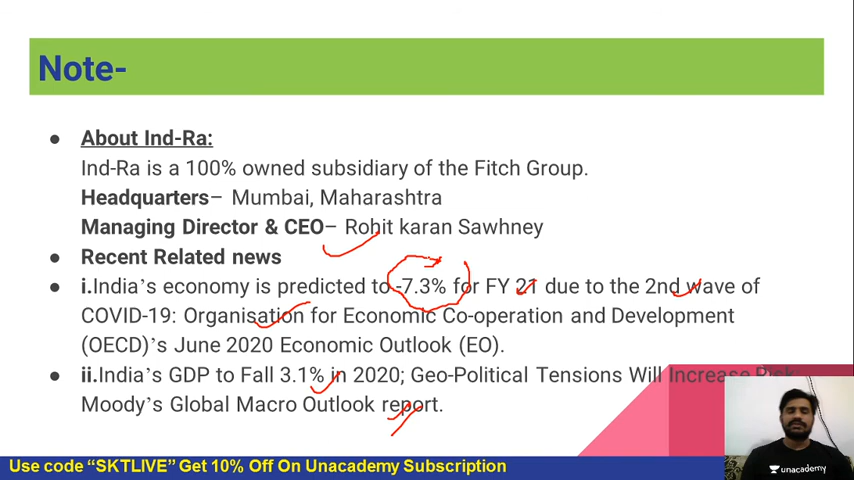 Note-
● About Ind-Ra:
Ind-Ra is a 100% owned subsidiary of the Fitch Group.
Headquarters– Mumbai, Maharashtra
Managing Director & CEO– Rohit karan Sawhney
● Recent Related news
● i.India's economy is predicted to -7.3% for FY 21 due to the 2nd wave of
COVID-19: Organisation for Economic Co-operation and Development
(OECD)'s June 2020 Economic Outlook (EO).
● ii.India's GDP to Fall 3.1% in 2020; Geo-Political Tensions Will Increase Risk:
Moody's Global Macro Outlook report.
unacademy
Use code “SKTLIVE” Get 10% Off On Unacademy Subscription